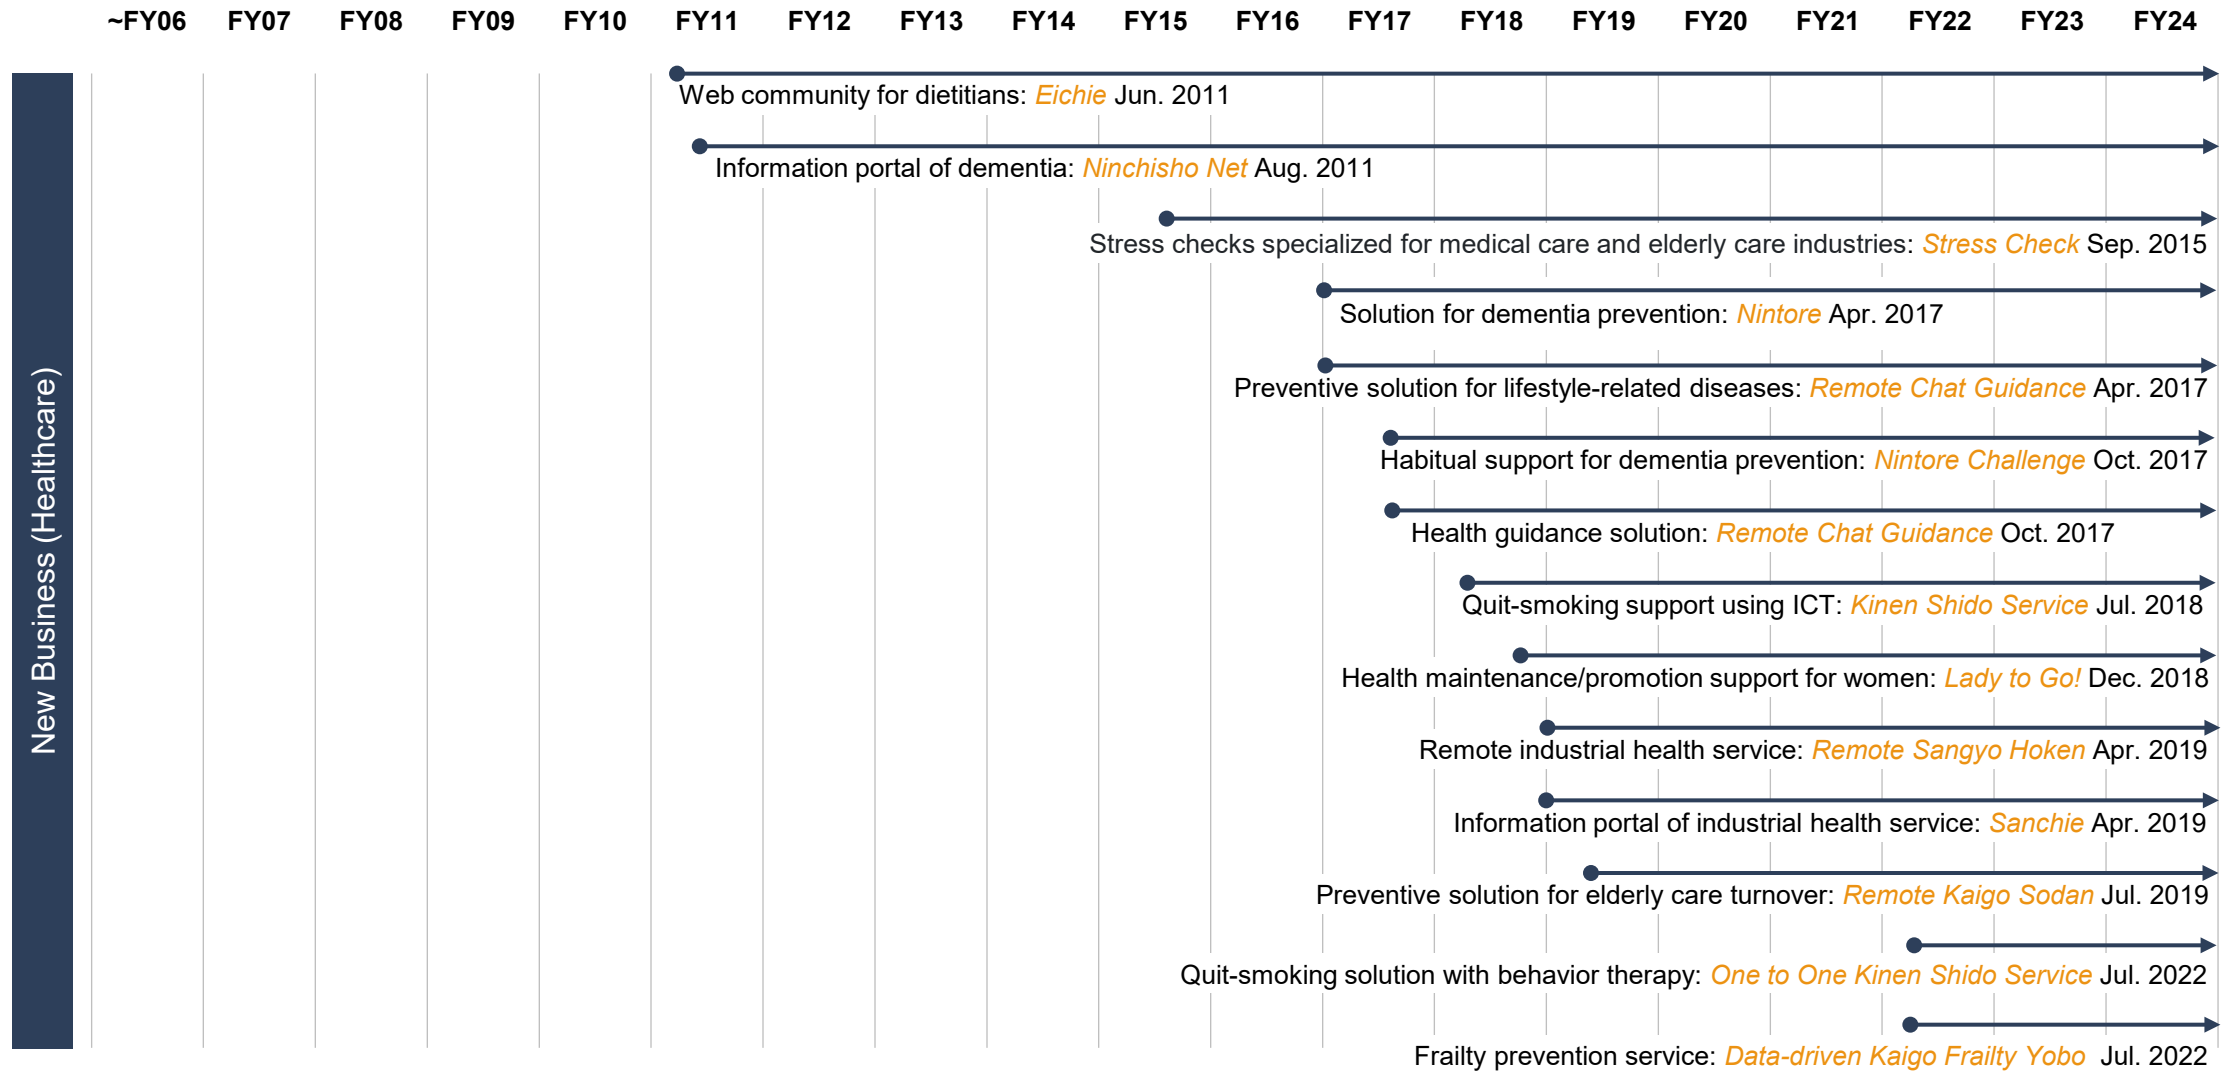 ~FY06 FY07 FY08 FY09 FY10 FY11 FY12 FY13 FY14 FY15 FY16 FY17 FY18 FY19 FY20 FY21 FY22 FY23 FY24
New Business (Healthcare)
Web community for dietitians: Eichie Jun. 2011
Information portal of dementia: Ninchisho Net Aug. 2011
Stress checks specialized for medical care and elderly care industries: Stress Check Sep. 2015
Solution for dementia prevention: Nintore Apr. 2017
Preventive solution for lifestyle-related diseases: Remote Chat Guidance Apr. 2017
Habitual support for dementia prevention: Nintore Challenge Oct. 2017
Health guidance solution: Remote Chat Guidance Oct. 2017
Quit-smoking support using ICT: Kinen Shido Service Jul. 2018
Health maintenance/promotion support for women: Lady to Go! Dec. 2018
Remote industrial health service: Remote Sangyo Hoken Apr. 2019
Information portal of industrial health service: Sanchie Apr. 2019
Preventive solution for elderly care turnover: Remote Kaigo Sodan Jul. 2019
Quit-smoking solution with behavior therapy: One to One Kinen Shido Service Jul. 2022
Frailty prevention service: Data-driven Kaigo Frailty Yobo Jul. 2022